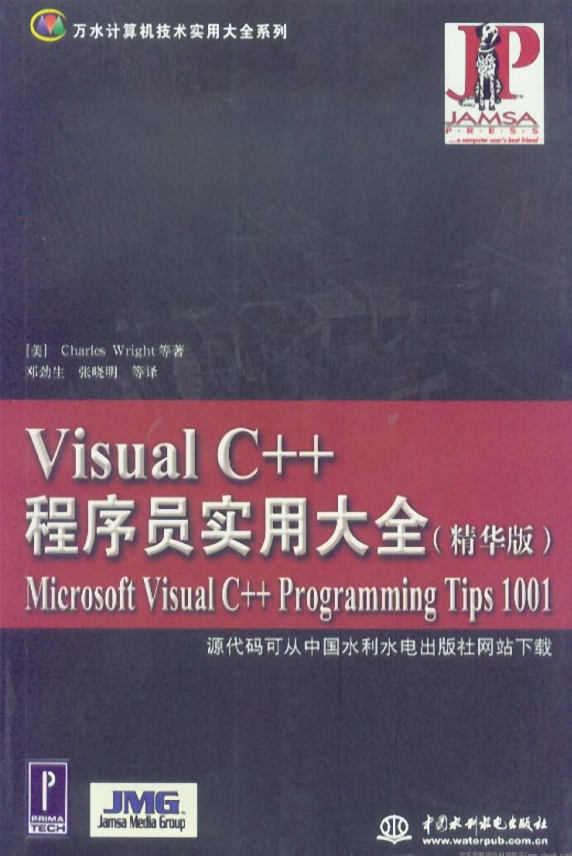 万水计算机技术实用大全系列
JP
JAMSA
P·R·E·S·S
....a computer user's best friend
[美] Charles Wright 等著
邓劲生 张晓明 等译
Visual C++
程序员实用大全(精华版)
Microsoft Visual C++ Programming Tips 1001
源代码可从中国水利水电出版社网站下载
P
PRIMA
TECH
JMG
Jamsa Media Group
中国水利水电出版社
www.waterpub.com.cn